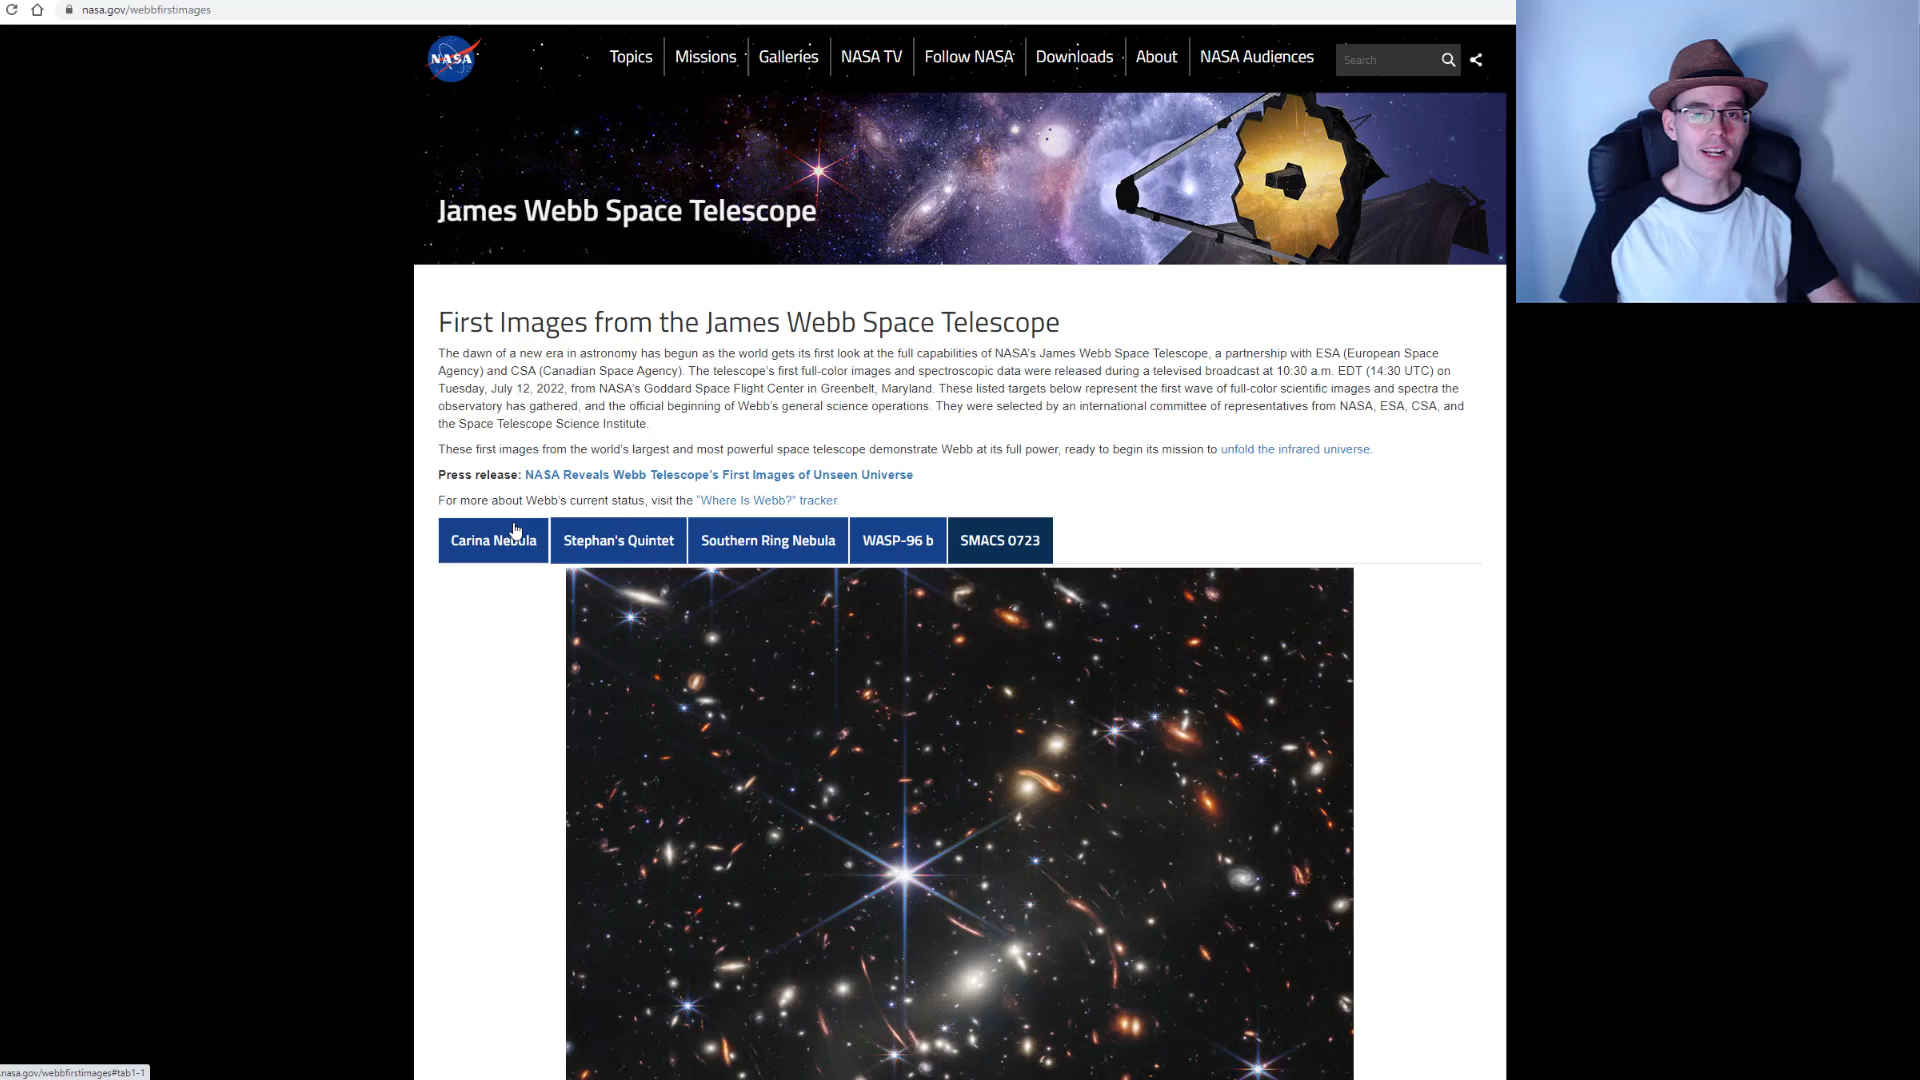 nasa.gov/webbfirstimages
NASA
Topics
Missions
Galleries
NASA TV
Follow NASA
Downloads
About
NASA Audiences
Search
James Webb Space Telescope
First Images from the James Webb Space Telescope
The dawn of a new era in astronomy has begun as the world gets its first look at the full capabilities of NASA's James Webb Space Telescope, a partnership with ESA (European Space
Agency) and CSA (Canadian Space Agency). The telescope's first full-color images and spectroscopic data were released during a televised broadcast at 10:30 a.m. EDT (14:30 UTC) on
Tuesday, July 12, 2022, from NASA's Goddard Space Flight Center in Greenbelt, Maryland. These listed targets below represent the first wave of full-color scientific images and spectra the
observatory has gathered, and the official beginning of Webb's general science operations. They were selected by an international committee of representatives from NASA, ESA, CSA, and
the Space Telescope Science Institute.
These first images from the world's largest and most powerful space telescope demonstrate Webb at its full power, ready to begin its mission to unfold the infrared universe.
Press release: NASA Reveals Webb Telescope's First Images of Unseen Universe
For more about Webb's current status, visit the "Where Is Webb?" tracker.
Carina Nebula
Stephan's Quintet
Southern Ring Nebula
WASP-96 b
SMACS 0723
.nasa.gov/webbfirstimages#tab1-1